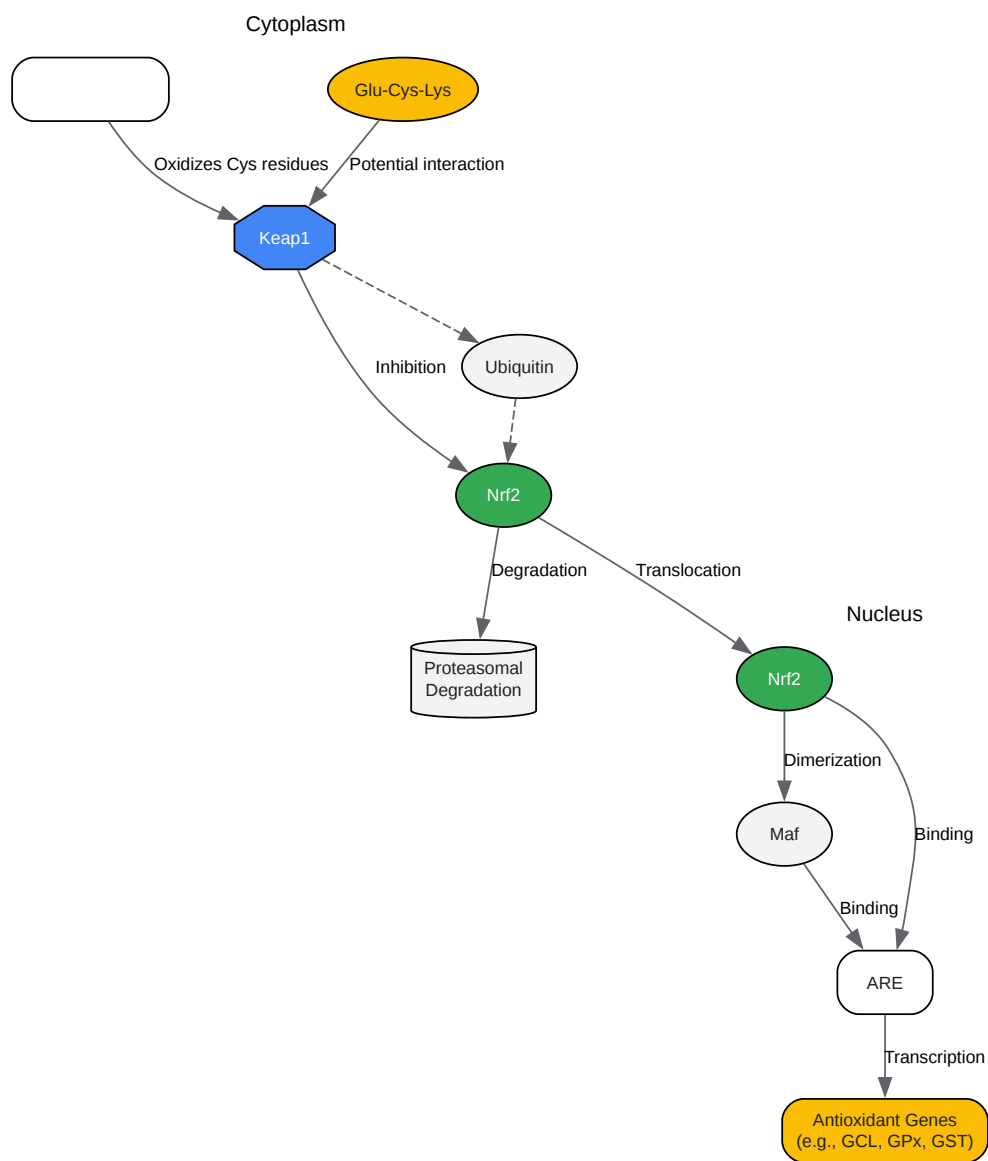 Cytoplasm
Glu-Cys-Lys
Oxidizes Cys residues
Potential interaction
Keap1
Inhibition
Ubiquitin
Nrf2
Degradation
Translocation
Nucleus
Proteasomal
Degradation
Nrf2
Dimerization
Maf
Binding
Binding
ARE
Transcription
Antioxidant Genes
(e.g., GCL, GPx, GST)